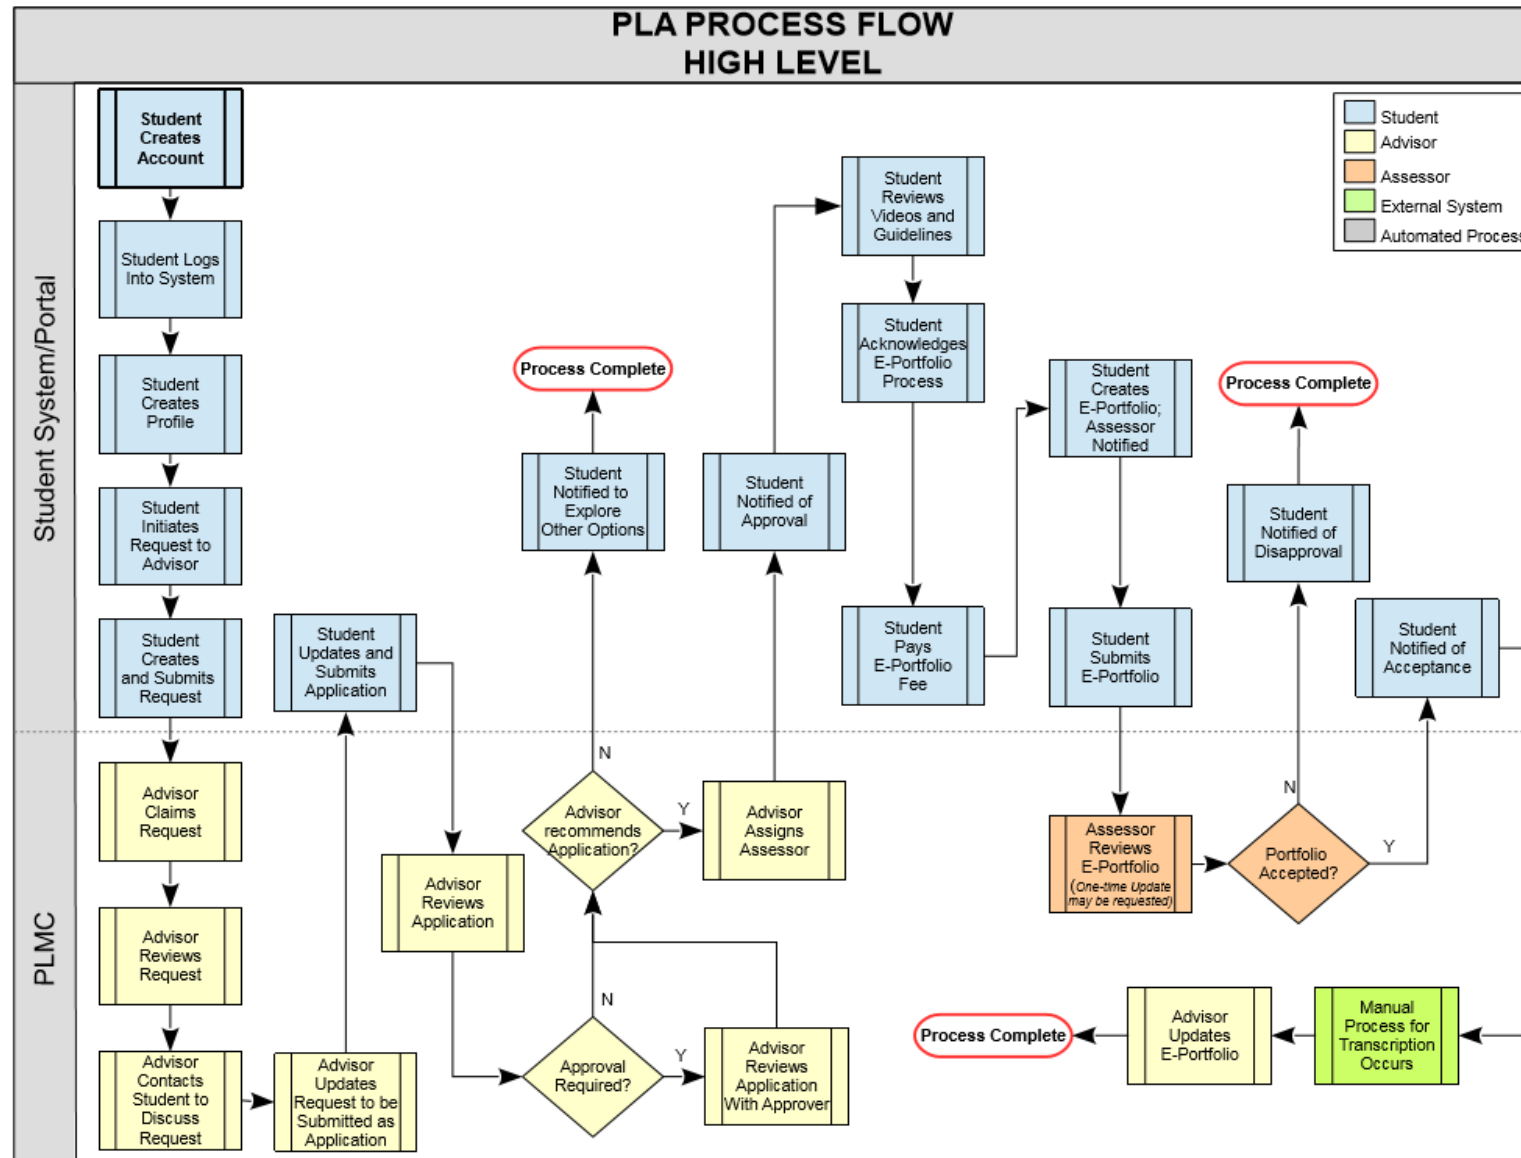 PLA PROCESS FLOW
HIGH LEVEL
Student System/Portal
PLMC
Student
Advisor
Assessor
External System
Automated Process
Student
Creates
Account
Student Logs
Into System
Student
Creates
Profile
Student
Initiates
Request to
Advisor
Student
Creates
and Submits
Request
Advisor
Claims
Request
Advisor
Reviews
Request
Advisor
Contacts
Student to
Discuss
Request
Advisor
Updates
Request to be
Submitted as
Application
Student
Updates and
Submits
Application
Advisor
Reviews
Application
Approval
Required?
N
Y
Advisor
Reviews
Application
With Approver
Advisor
recommends
Application?
N
Y
Student
Notified to
Explore
Other Options
Process Complete
Advisor
Assigns
Assessor
Student
Notified of
Approval
Student
Reviews
Videos and
Guidelines
Student
Acknowledges
E-Portfolio
Process
Student
Pays
E-Portfolio
Fee
Student
Creates
E-Portfolio;
Assessor
Notified
Student
Submits
E-Portfolio
Assessor
Reviews
E-Portfolio
(One-time Update
may be requested)
Portfolio
Accepted?
N
Y
Student
Notified of
Disapproval
Process Complete
Student
Notified of
Acceptance
Manual
Process for
Transcription
Occurs
Advisor
Updates
E-Portfolio
Process Complete